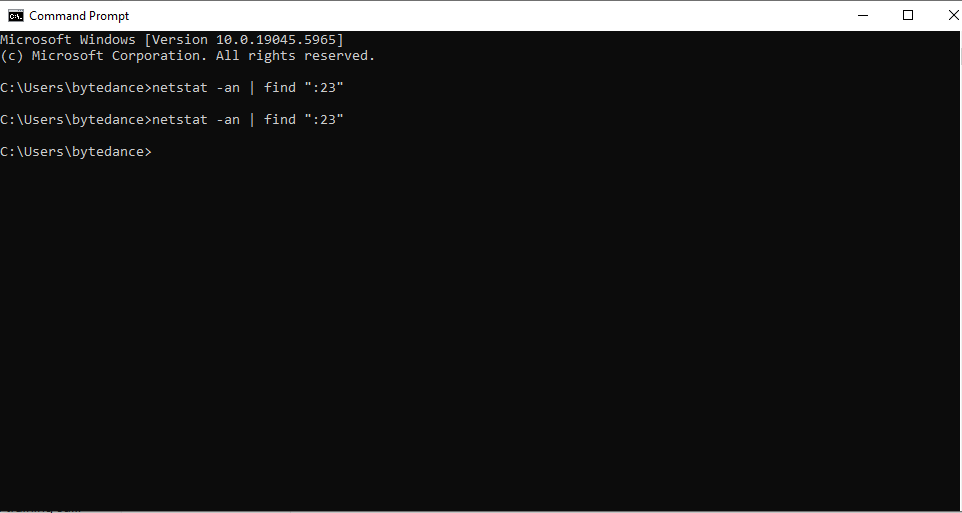 Command Prompt
Microsoft Windows [Version 10.0.19045.5965]
(c) Microsoft Corporation. All rights reserved.
C:\Users\bytedance>netstat -an | find ":23"
C:\Users\bytedance>netstat -an | find ":23"
C:\Users\bytedance>